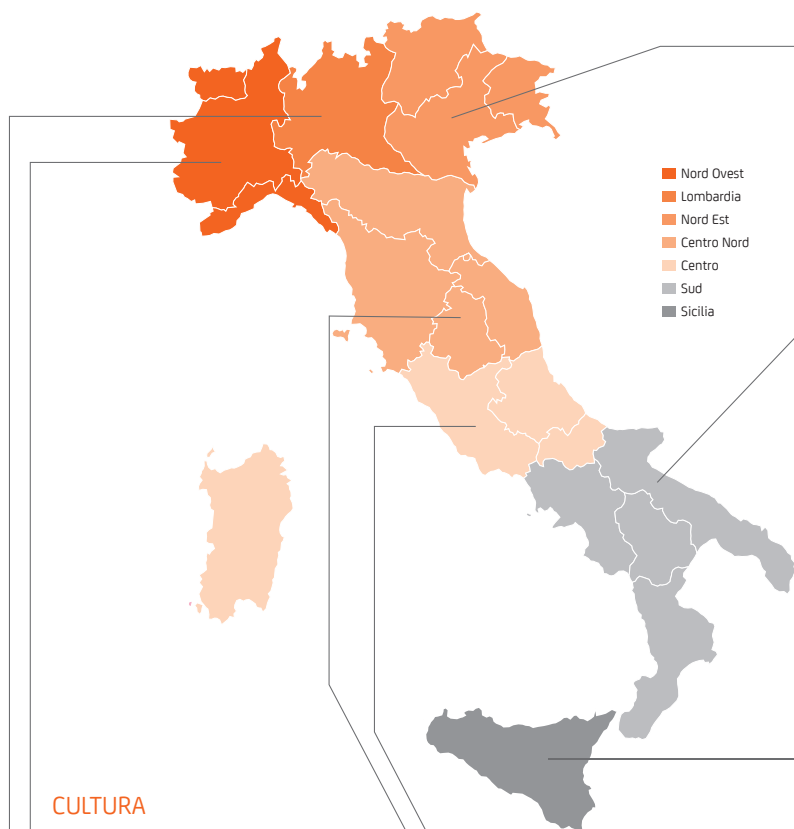 Nord Ovest
Lombardia
Nord Est
Centro Nord
Centro
Sud
Sicilia
CULTURA